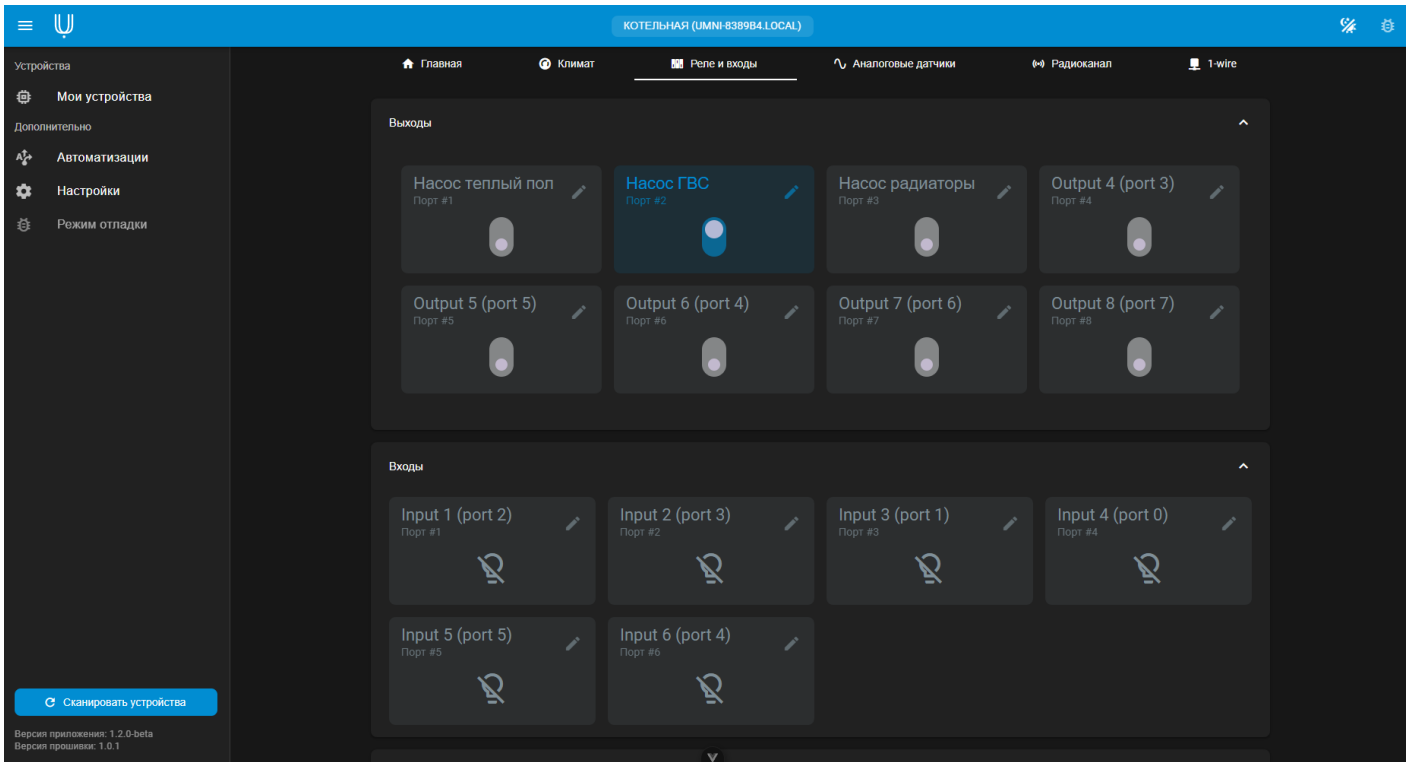 КОТЕЛЬНАЯ (UMNI-8389B4.LOCAL)
Устройства
Мои устройства
Дополнительно
Автоматизации
Настройки
Режим отладки
Сканировать устройства
Версия приложения: 1.2.0-beta
Версия прошивки: 1.0.1
Главная
Климат
Реле и входы
Аналоговые датчики
Радиоканал
1-wire
Выходы
Насос теплый пол
Порт #1
Насос ГВС
Порт #2
Насос радиаторы
Порт #3
Output 4 (port 3)
Порт #4
Output 5 (port 5)
Порт #5
Output 6 (port 4)
Порт #6
Output 7 (port 6)
Порт #7
Output 8 (port 7)
Порт #8
Входы
Input 1 (port 2)
Порт #1
Input 2 (port 3)
Порт #2
Input 3 (port 1)
Порт #3
Input 4 (port 0)
Порт #4
Input 5 (port 5)
Порт #5
Input 6 (port 4)
Порт #6